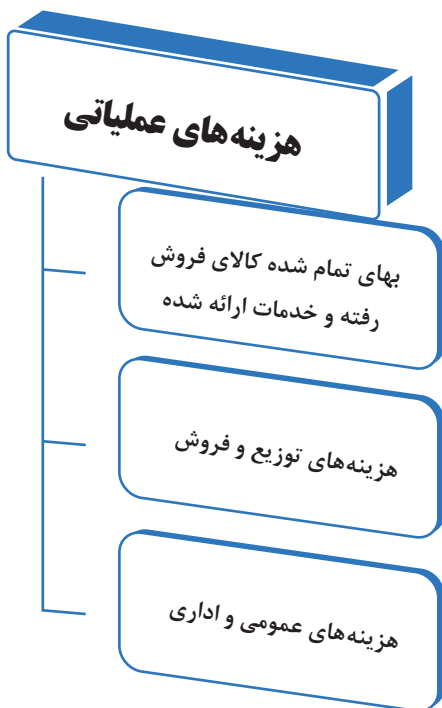 هزینه‌های عملیاتی
بهای تمام شده کالای فروش
رفته و خدمات ارائه شده
هزینه‌های توزیع و فروش
هزینه‌های عمومی و اداری